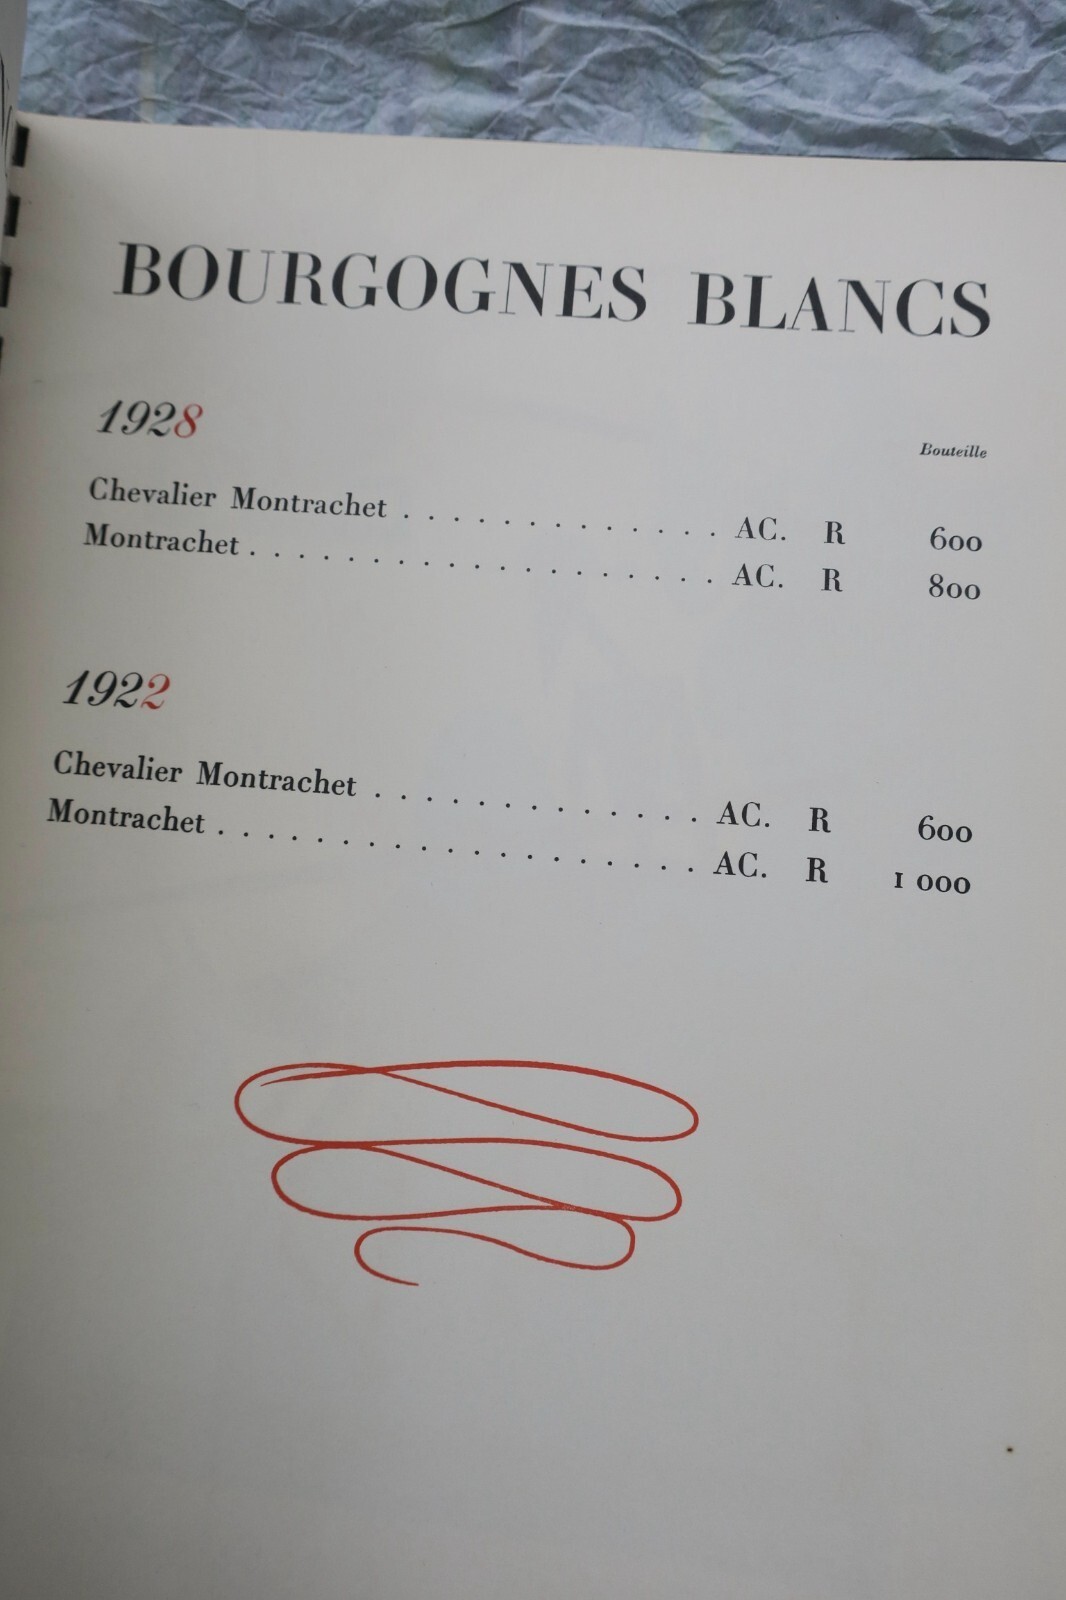 BOURGOGNES BLANCS
1928
Bouteille
Chevalier Montrachet . . . . . . . . . . . . . AC. R 600
Montrachet . . . . . . . . . . . . . . . . . . . AC. R 800
1922
Chevalier Montrachet . . . . . . . . . . . . . . AC. R 600
Montrachet . . . . . . . . . . . . . . . . . . . . AC. R 1 000